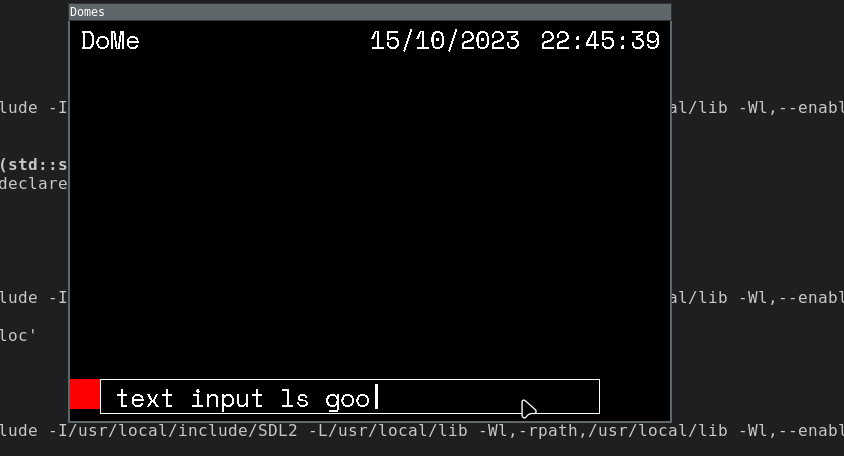 Domes
DoMe 15/10/2023 22:45:39
lude -I al/lib -Wl,--enabl
(std::s
declare
lude -I al/lib -Wl,--enabl
loc'
text input ls goo
lude -I/usr/local/include/SDL2 -L/usr/local/lib -Wl,-rpath,/usr/local/lib -Wl,--enabl